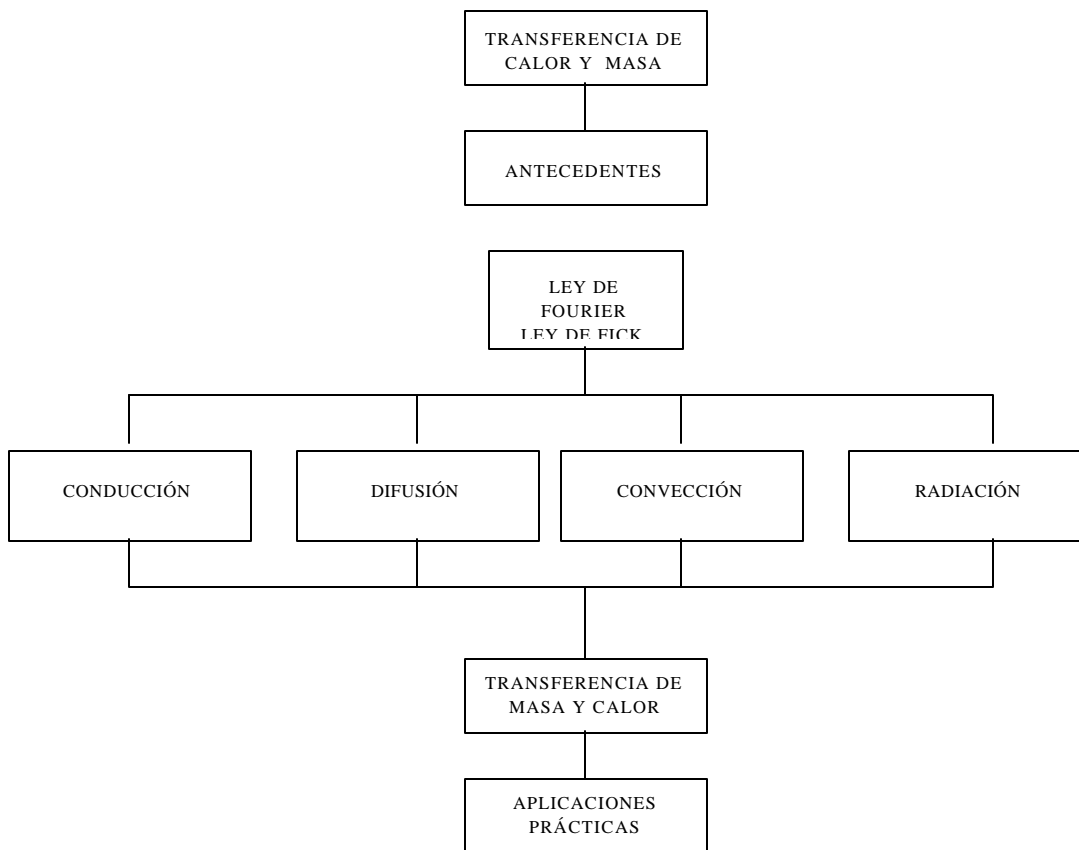 TRANSFERENCIA DE
CALOR Y MASA
ANTECEDENTES
LEY DE
FOURIER
LEY DE FICK
CONDUCCIÓN
DIFUSIÓN
CONVECCIÓN
RADIACIÓN
TRANSFERENCIA DE
MASA Y CALOR
APLICACIONES
PRÁCTICAS